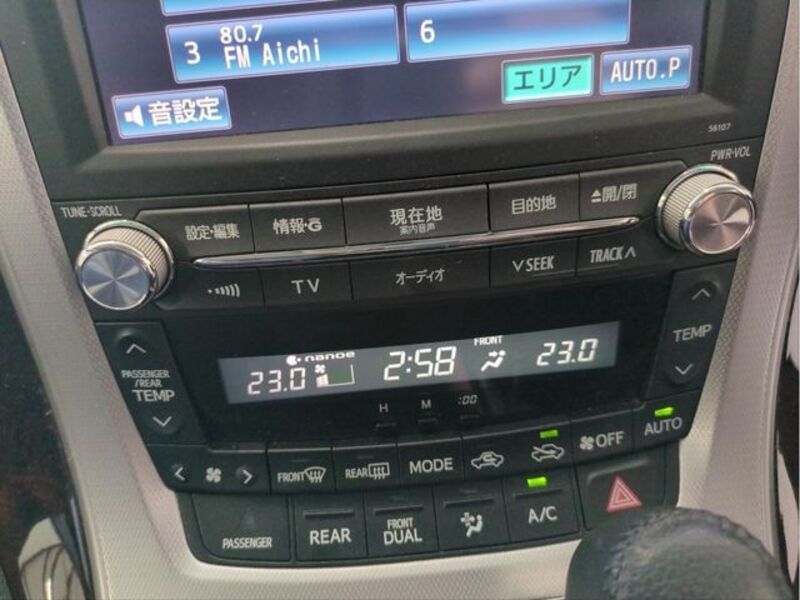 80.7
3 FM Aichi
6
エリア
AUTO.P
音設定
56107
TUNE·SCROLL
PWR·VOL
設定·編集
情報·G
現在地
案内音声
目的地
開/閉
TV
オーディオ
∨ SEEK
TRACK ∧
PASSENGER
/REAR
TEMP
nanoe
23.0
2:58
FRONT
23.0
TEMP
H
M
:00
FRONT
REAR
MODE
OFF
AUTO
PASSENGER
REAR
FRONT
DUAL
A/C